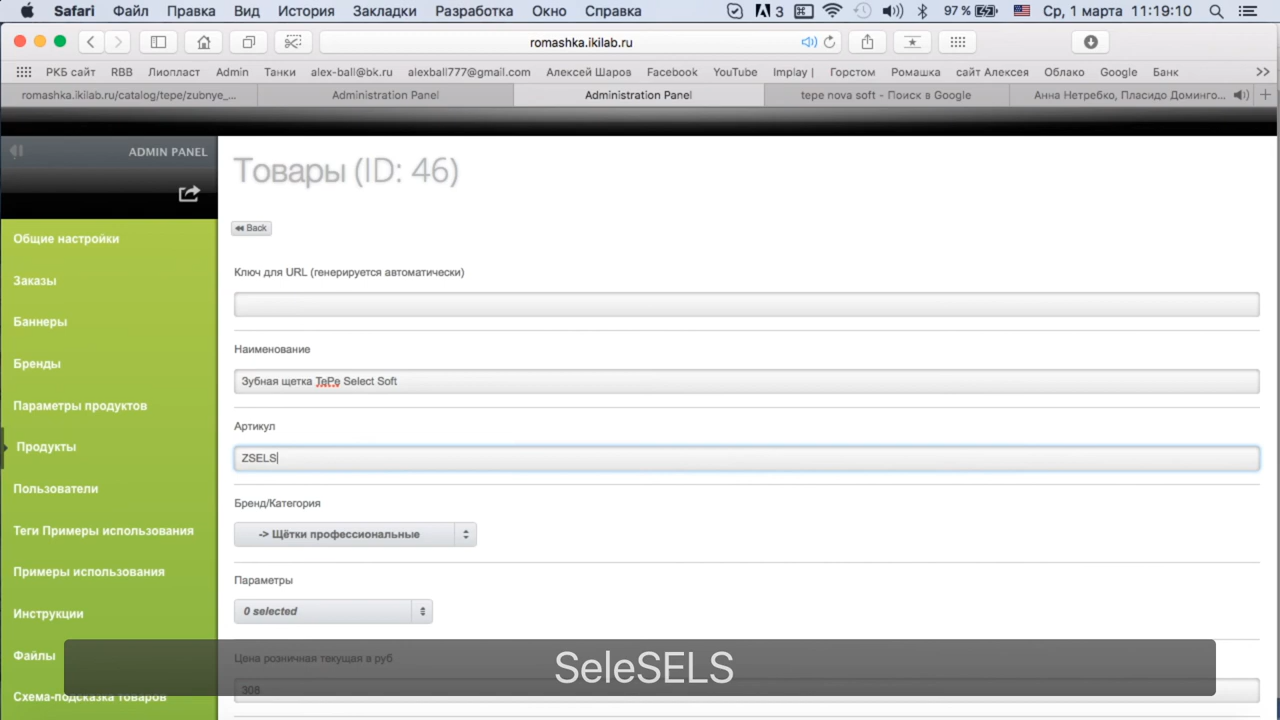 Safari Файл Правка Вид История Закладки Разработка Окно Справка 3 97 % Ср, 1 марта 11:19:10
romashka.ikilab.ru
РКБ сайт RBB Лиопласт Admin Танки alex-ball@bk.ru alexball777@gmail.com Алексей Шаров Facebook YouTube Implay | Горстом Ромашка сайт Алексея Облако Google Банк >>
romashka.ikilab.ru/catalog/tepe/zubnye_... Administration Panel Administration Panel tepe nova soft - Поиск в Google Анна Нетребко, Пласидо Доминго...
ADMIN PANEL
Товары (ID: 46)
Back
Общие настройки
Заказы
Баннеры
Бренды
Параметры продуктов
Продукты
Пользователи
Теги Примеры использования
Примеры использования
Инструкции
Файлы
Схема-подсказка товаров
Ключ для URL (генерируется автоматически)
Наименование
Зубная щетка TePe Select Soft
Артикул
ZSELS
Бренд/Категория
-> Щётки профессиональные
Параметры
0 selected
Цена розничная текущая в руб
308
SeleSELS